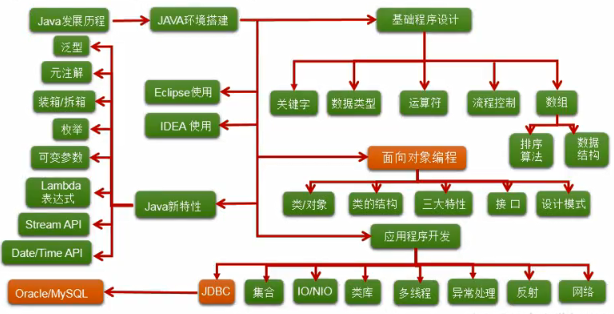 Java发展历程
JAVA环境搭建
基础程序设计
泛型
元注解
装箱/拆箱
枚举
可变参数
Lambda
表达式
Stream API
Date/Time API
Eclipse使用
IDEA 使用
Java新特性
关键字
数据类型
运算符
流程控制
数组
排序
算法
数据
结构
面向对象编程
类/对象
类的结构
三大特性
接 口
设计模式
应用程序开发
Oracle/MySQL
JDBC
集合
IO/NIO
类库
多线程
异常处理
反射
网络